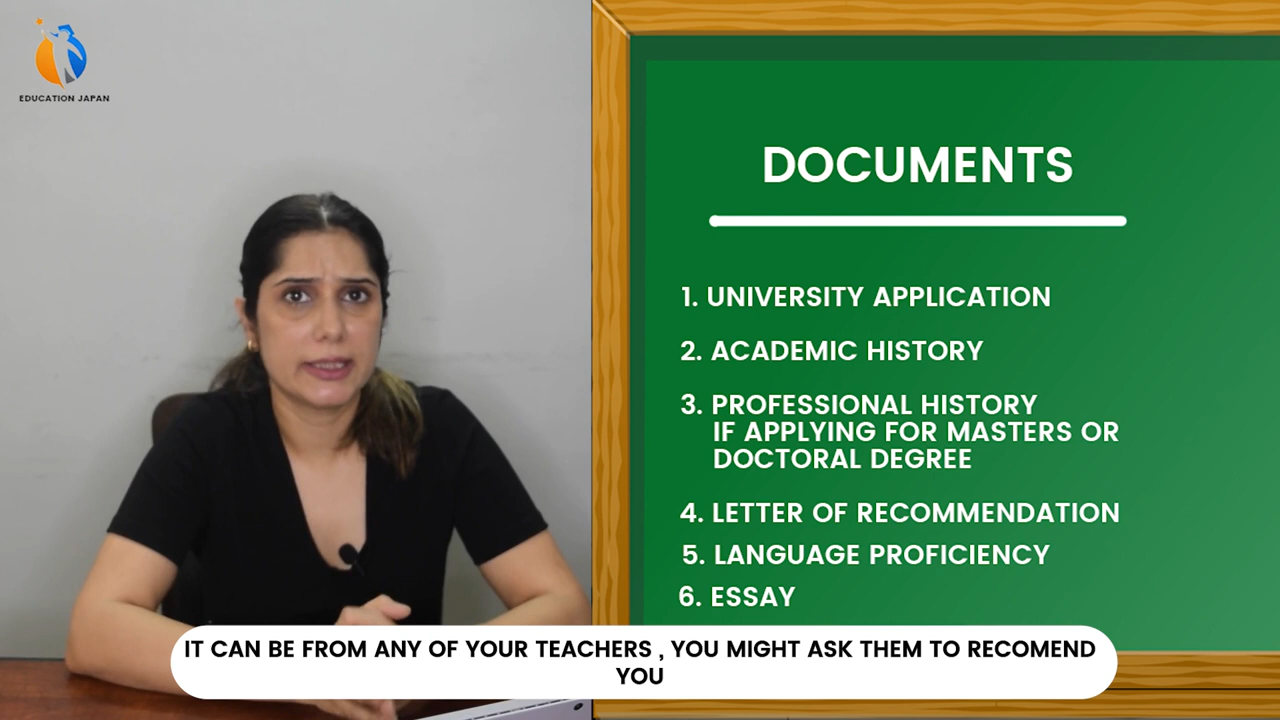 EDUCATION JAPAN
DOCUMENTS
1. UNIVERSITY APPLICATION
2. ACADEMIC HISTORY
3. PROFESSIONAL HISTORY
IF APPLYING FOR MASTERS OR
DOCTORAL DEGREE
4. LETTER OF RECOMMENDATION
5. LANGUAGE PROFICIENCY
6. ESSAY
IT CAN BE FROM ANY OF YOUR TEACHERS , YOU MIGHT ASK THEM TO RECOMEND
YOU